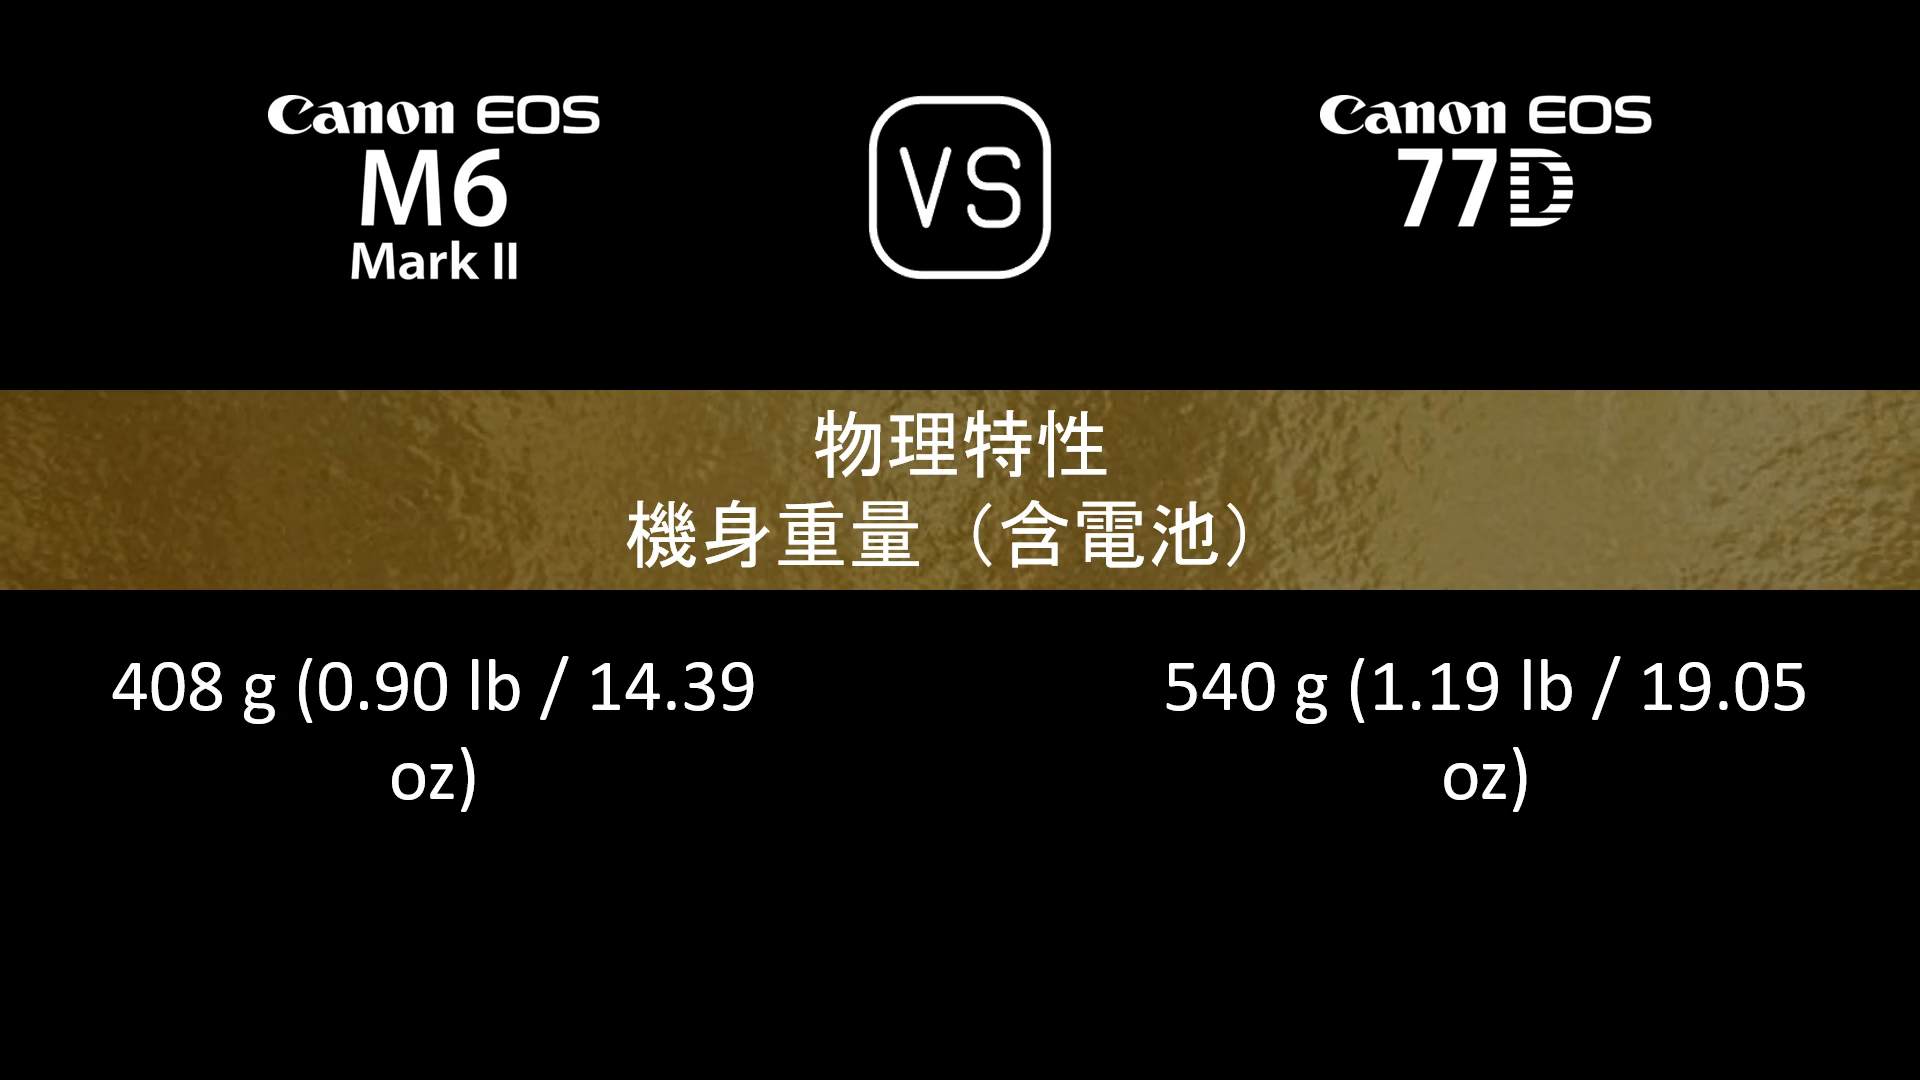 Canon EOS
M6
Mark II
VS
Canon EOS
77D
物理特性
機身重量（含電池）
408 g (0.90 lb / 14.39
oz)
540 g (1.19 lb / 19.05
oz)